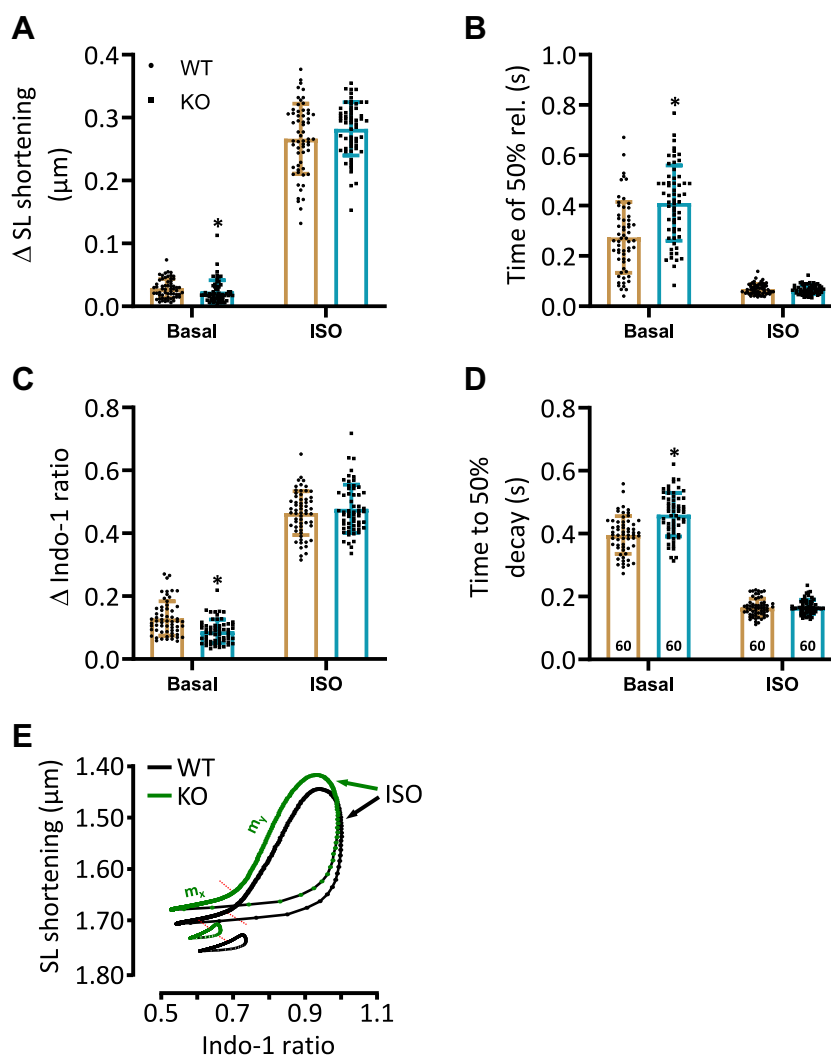 A
Δ SL shortening
(μm)
0.4
0.3
0.2
0.1
0.0
WT
KO
*
Basal
ISO
B
Time of 50% rel. (s)
1.0
0.8
0.6
0.4
0.2
0.0
*
Basal
ISO
C
Δ Indo-1 ratio
0.8
0.6
0.4
0.2
0.0
*
Basal
ISO
D
Time to 50%
decay (s)
0.8
0.6
0.4
0.2
0.0
*
60
60
60
60
Basal
ISO
E
SL shortening (μm)
1.40
1.50
1.60
1.70
1.80
WT
KO
ISO
my
mx
0.5
0.7
0.9
1.1
Indo-1 ratio